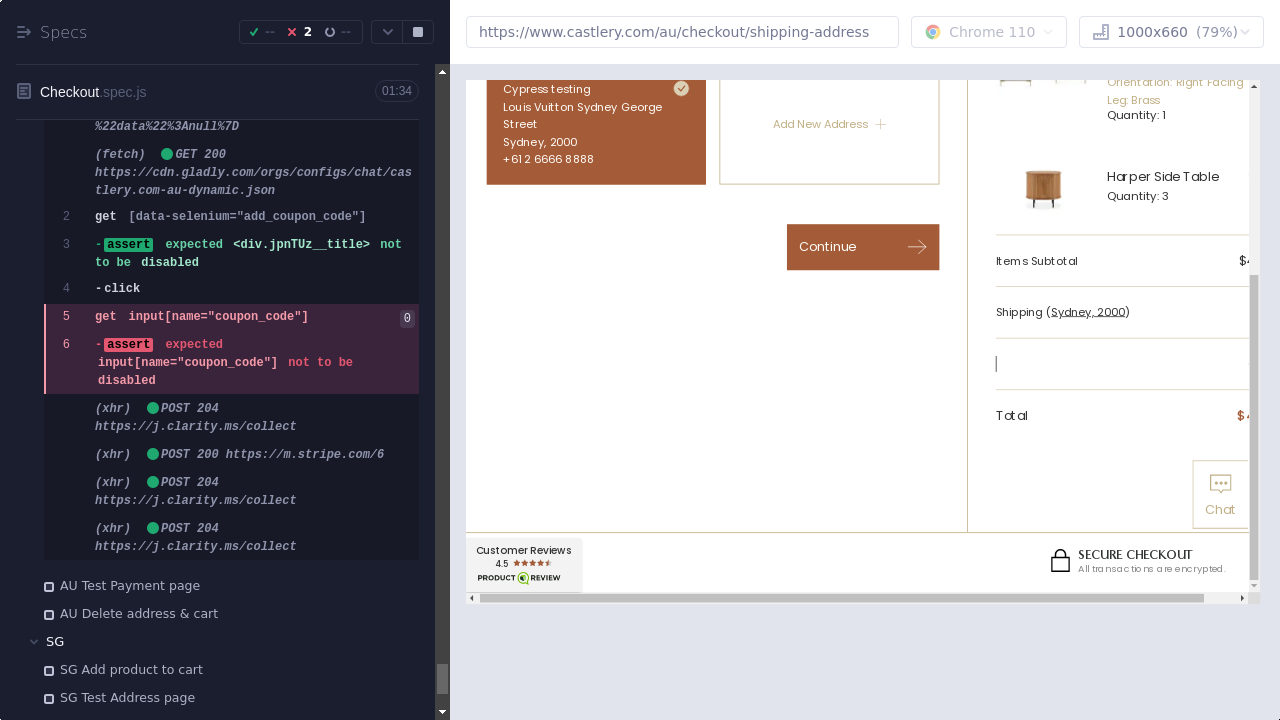 Specs
--
2
--
Checkout.spec.js
01:34
%22data%22%3Anull%7D
(fetch) GET 200
https://cdn.gladly.com/orgs/configs/chat/cas
tlery.com-au-dynamic.json
2 get [data-selenium="add_coupon_code"]
3 -assert expected <div.jpnTUz__title> not
to be disabled
4 -click
5 get input[name="coupon_code"] 0
6 -assert expected
input[name="coupon_code"] not to be
disabled
(xhr) POST 204
https://j.clarity.ms/collect
(xhr) POST 200 https://m.stripe.com/6
(xhr) POST 204
https://j.clarity.ms/collect
(xhr) POST 204
https://j.clarity.ms/collect
AU Test Payment page
AU Delete address & cart
SG
SG Add product to cart
SG Test Address page
https://www.castlery.com/au/checkout/shipping-address
Chrome 110
1000x660 (79%)
Cypress testing
Louis Vuitton Sydney George
Street
Sydney, 2000
+61 2 6666 8888
Add New Address
Continue
Orientation: Right Facing
Leg: Brass
Quantity: 1
Harper Side Table
Quantity: 3
Items Subtotal
Shipping (Sydney, 2000)
Total
Chat
Customer Reviews
4.5
PRODUCT REVIEW
SECURE CHECKOUT
All transactions are encrypted.